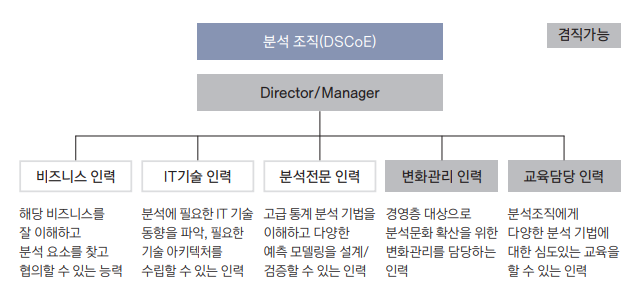 분석 조직(DSCoE)
겸직가능
Director/Manager
비즈니스 인력
IT기술 인력
분석전문 인력
변화관리 인력
교육담당 인력
해당 비즈니스를
잘 이해하고
분석 요소를 찾고
협의할 수 있는 능력
분석에 필요한 IT 기술
동향을 파악, 필요한
기술 아키텍처를
수립할 수 있는 인력
고급 통계 분석 기법을
이해하고 다양한
예측 모델링을 설계/
검증할 수 있는 인력
경영층 대상으로
분석문화 확산을 위한
변화관리를 담당하는
인력
분석조직에게
다양한 분석 기법에
대한 심도있는 교육을
할 수 있는 인력